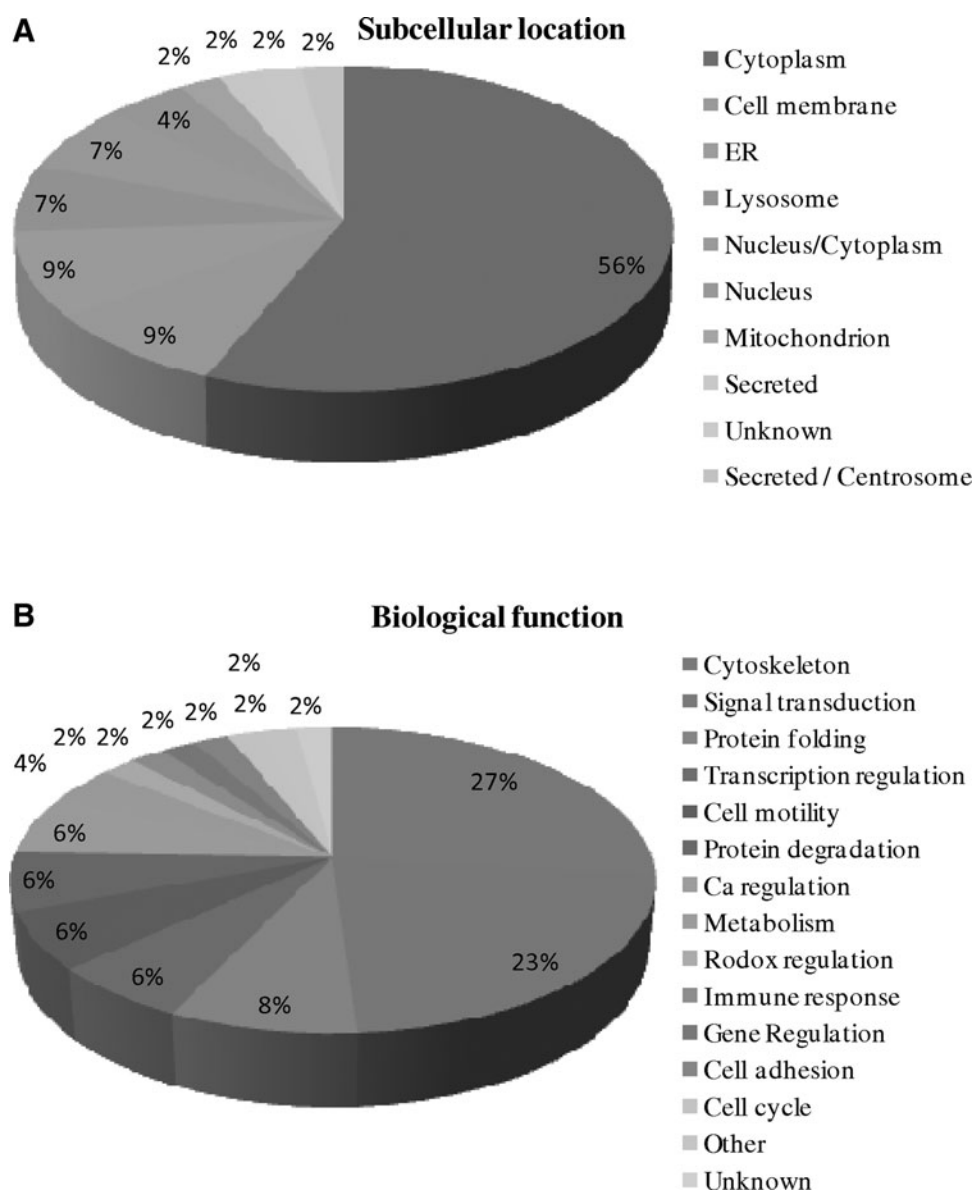 A
Subcellular location
2%
2%
2%
2%
4%
7%
7%
9%
9%
56%
Cytoplasm
Cell membrane
ER
Lysosome
Nucleus/Cytoplasm
Nucleus
Mitochondrion
Secreted
Unknown
Secreted / Centrosome
B
Biological function
2%
2%
2%
2%
2%
2%
2%
4%
6%
6%
6%
6%
8%
23%
27%
Cytoskeleton
Signal transduction
Protein folding
Transcription regulation
Cell motility
Protein degradation
Ca regulation
Metabolism
Rodox regulation
Immune response
Gene Regulation
Cell adhesion
Cell cycle
Other
Unknown